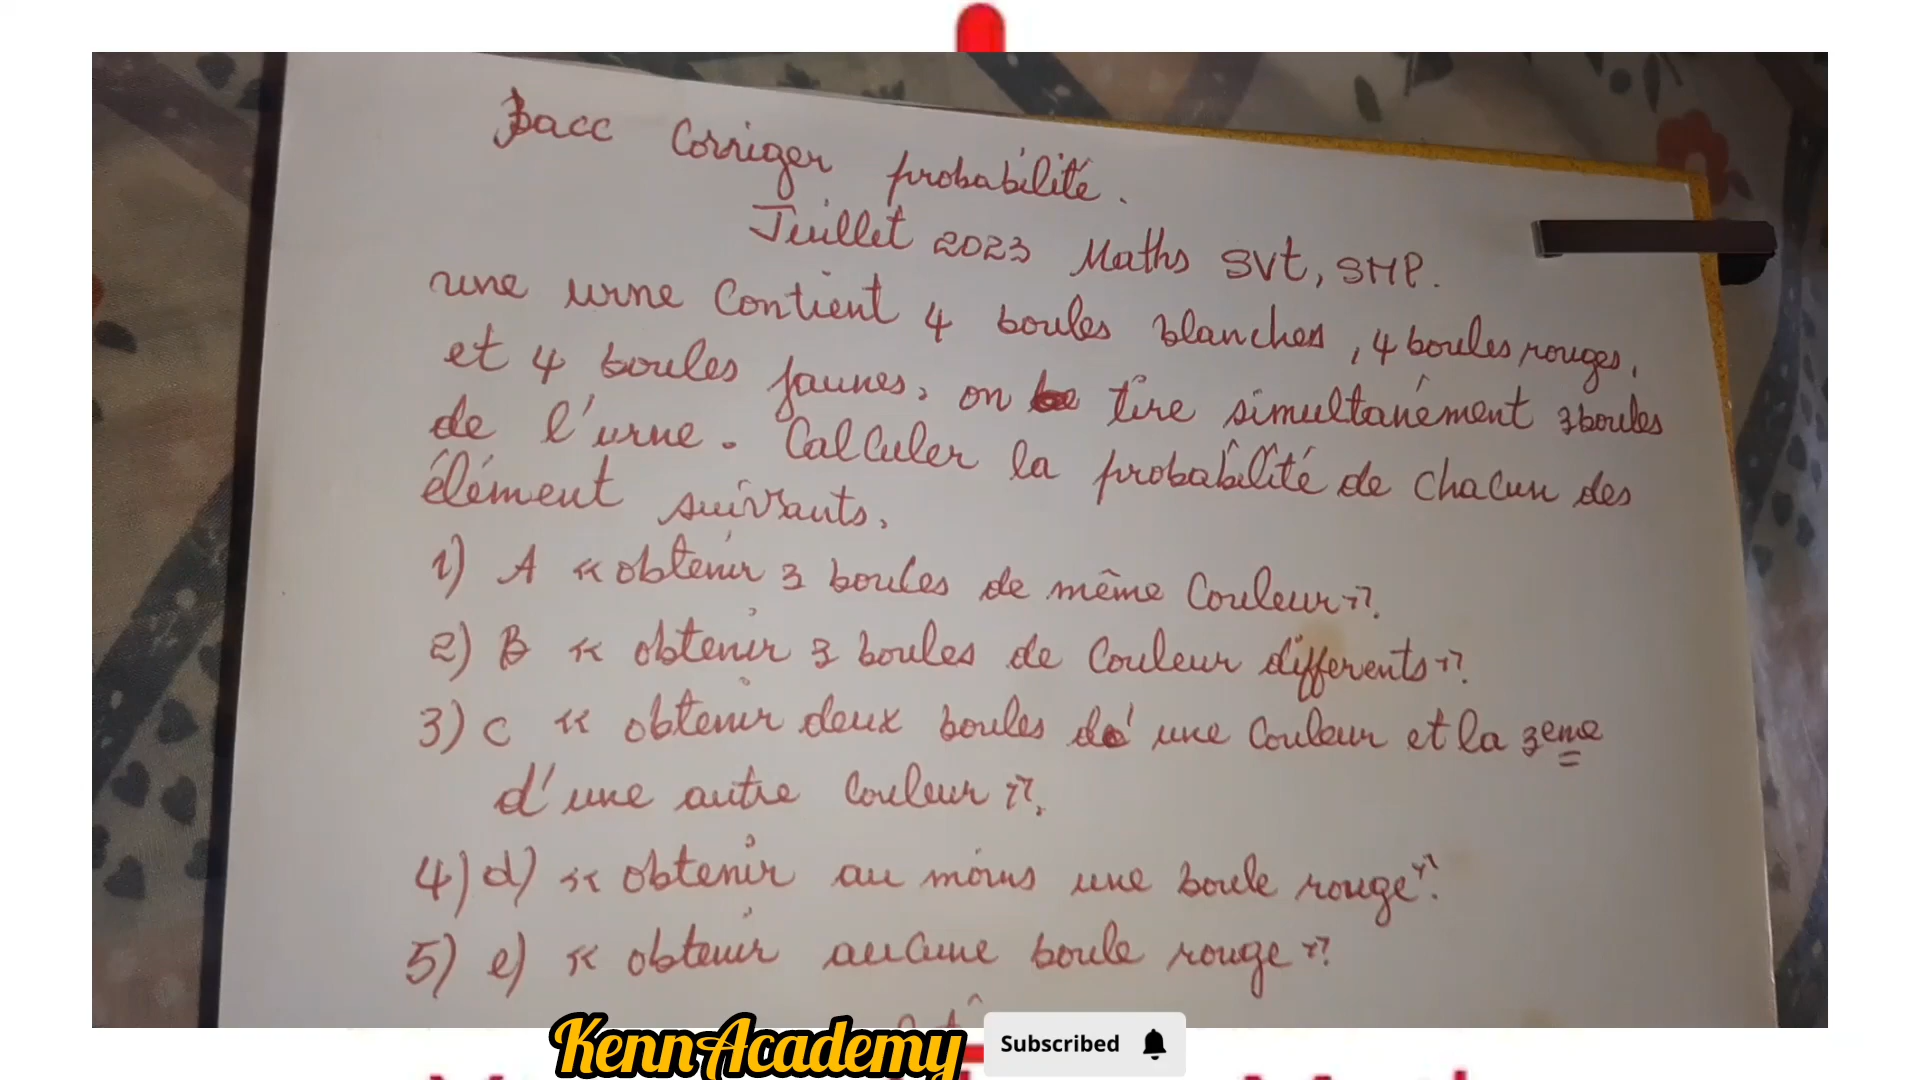 Bacc Corriger probabilité.
Juillet 2023 Maths SVt, SMP.
une urne Contient 4 boules blanches, 4 boules rouges,
et 4 boules jaunes, on tire simultanément 3 boules
de l'urne. Calculer la probabilité de chacun des
élément suivants.
1) A « obtenir 3 boules de même Couleur».
2) B « obtenir 3 boules de Couleur differents».
3) C « obtenir deux boules d' une Couleur et la 3eme
d'une autre Couleur».
4) d) « obtenir au moins une boule rouge».
5) e) « obtenir aucune boule rouge»
KennAcademy
Subscribed